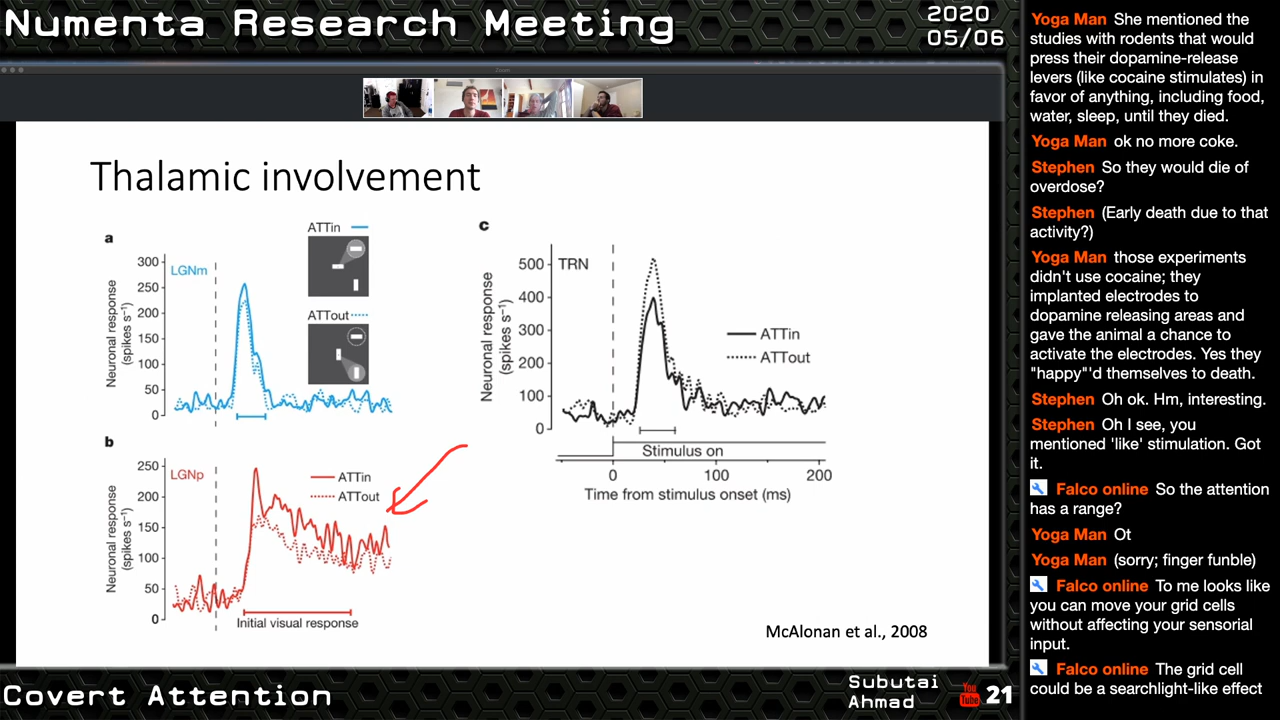 Numenta Research Meeting
2020
05/06
Zoom
Thalamic involvement
a
LGNm
Neuronal response
(spikes s⁻¹)
300
250
200
150
100
50
0
ATTin
ATTout
b
LGNp
Neuronal response
(spikes s⁻¹)
250
200
150
100
50
0
ATTin
ATTout
Initial visual response
c
TRN
Neuronal response
(spikes s⁻¹)
500
400
300
200
100
0
ATTin
ATTout
Stimulus on
0
100
200
Time from stimulus onset (ms)
McAlonan et al., 2008
Yoga Man She mentioned the
studies with rodents that would
press their dopamine-release
levers (like cocaine stimulates) in
favor of anything, including food,
water, sleep, until they died.
Yoga Man ok no more coke.
Stephen So they would die of
overdose?
Stephen (Early death due to that
activity?)
Yoga Man those experiments
didn't use cocaine; they
implanted electrodes to
dopamine releasing areas and
gave the animal a chance to
activate the electrodes. Yes they
"happy"'d themselves to death.
Stephen Oh ok. Hm, interesting.
Stephen Oh I see, you
mentioned 'like' stimulation. Got
it.
Falco online So the attention
has a range?
Yoga Man Ot
Yoga Man (sorry; finger funble)
Falco online To me looks like
you can move your grid cells
without affecting your sensorial
input.
Falco online The grid cell
could be a searchlight-like effect
Covert Attention
Subutai
Ahmad
You
Tube
21